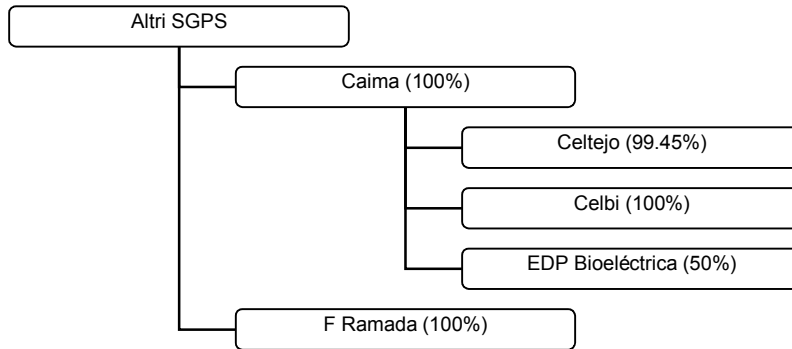 Altri SGPS
Caima (100%)
Celtejo (99.45%)
Celbi (100%)
EDP Bioeléctrica (50%)
F Ramada (100%)